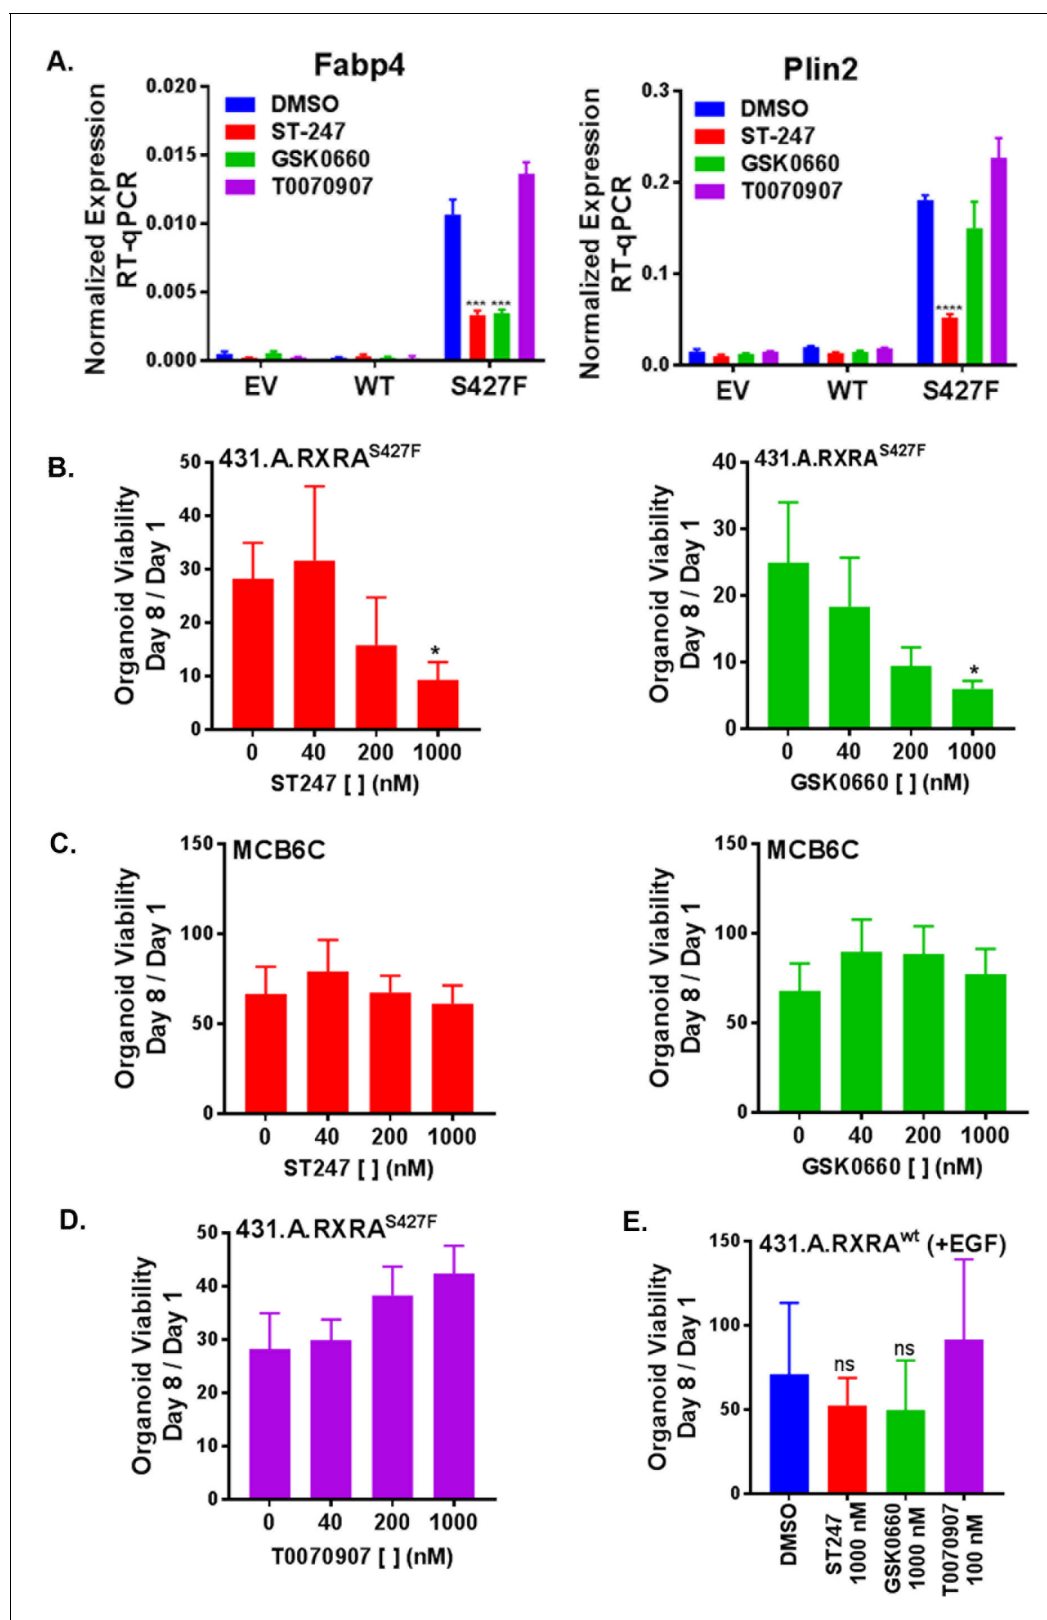 A.
Fabp4
Normalized Expression
RT-qPCR
0.020
0.015
0.010
0.005
0.000
DMSO
ST-247
GSK0660
T0070907
*** ***
EV WT S427F
Plin2
Normalized Expression
RT-qPCR
0.3
0.2
0.1
0.0
DMSO
ST-247
GSK0660
T0070907
****
EV WT S427F
B.
431.A.RXRA^S427F
Organoid Viability
Day 8 / Day 1
50
40
30
20
10
0
*
0 40 200 1000
ST247 [ ] (nM)
431.A.RXRA^S427F
Organoid Viability
Day 8 / Day 1
40
30
20
10
0
*
0 40 200 1000
GSK0660 [ ] (nM)
C.
MCB6C
Organoid Viability
Day 8 / Day 1
150
100
50
0
0 40 200 1000
ST247 [ ] (nM)
MCB6C
Organoid Viability
Day 8 / Day 1
150
100
50
0
0 40 200 1000
GSK0660 [ ] (nM)
D.
431.A.RXRA^S427F
Organoid Viability
Day 8 / Day 1
50
40
30
20
10
0
0 40 200 1000
T0070907 [ ] (nM)
E.
431.A.RXRA^wt (+EGF)
Organoid Viability
Day 8 / Day 1
150
100
50
0
ns
ns
DMSO
ST247
1000 nM
GSK0660
1000 nM
T0070907
100 nM